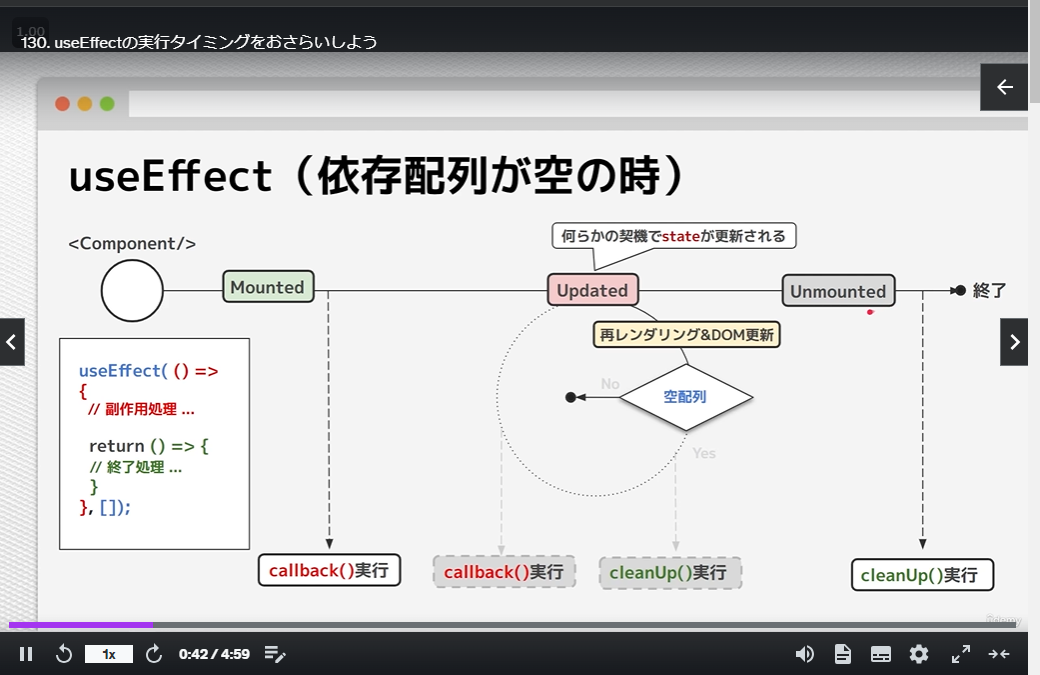 1.00
130. useEffectの実行タイミングをおさらいしよう
useEffect（依存配列が空の時）
何らかの契機でstateが更新される
<Component/>
Mounted
Updated
Unmounted
終了
再レンダリング&DOM更新
useEffect( () =>
{
// 副作用処理 ...
return () => {
// 終了処理 ...
}
}, []);
No
空配列
Yes
callback()実行
callback()実行
cleanUp()実行
cleanUp()実行
Udemy
1x
0:42 / 4:59